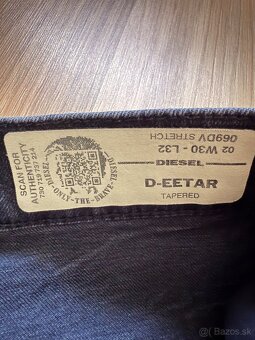 SCAN FOR
AUTHENTICITY
DIESEL
ONLY-THE-BRAVE
DIESEL
D-EETAR
TAPERED
02 W30 - L32
069DV STRETCH
© Bazos.sk